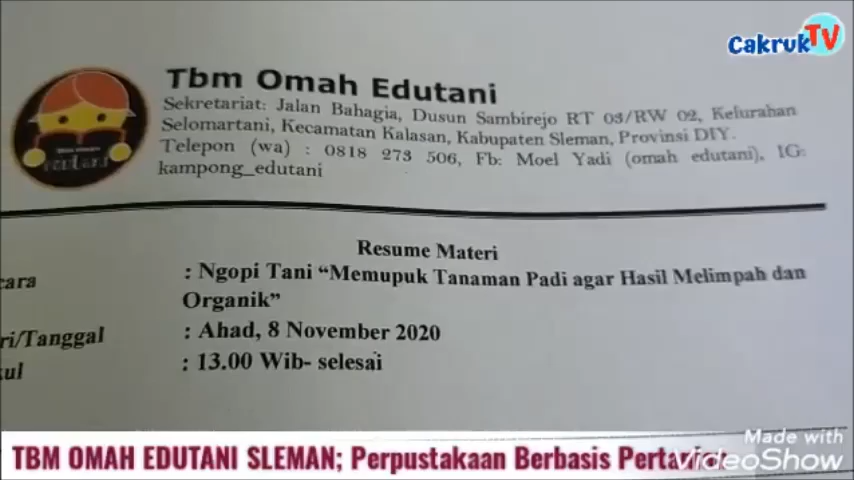 Cakruk TV
Tbm Omah Edutani
Sekretariat: Jalan Bahagia, Dusun Sambirejo RT 03/RW 02, Kelurahan
Selomartani, Kecamatan Kalasan, Kabupaten Sleman, Provinsi DIY.
Telepon (wa) : 0818 273 506, Fb: Moel Yadi (omah edutani), IG:
kampong_edutani
Resume Materi
cara : Ngopi Tani “Memupuk Tanaman Padi agar Hasil Melimpah dan
Organik”
ri/Tanggal : Ahad, 8 November 2020
kul : 13.00 Wib- selesai
TBM OMAH EDUTANI SLEMAN; Perpustakaan Berbasis
Made with
VideoShow